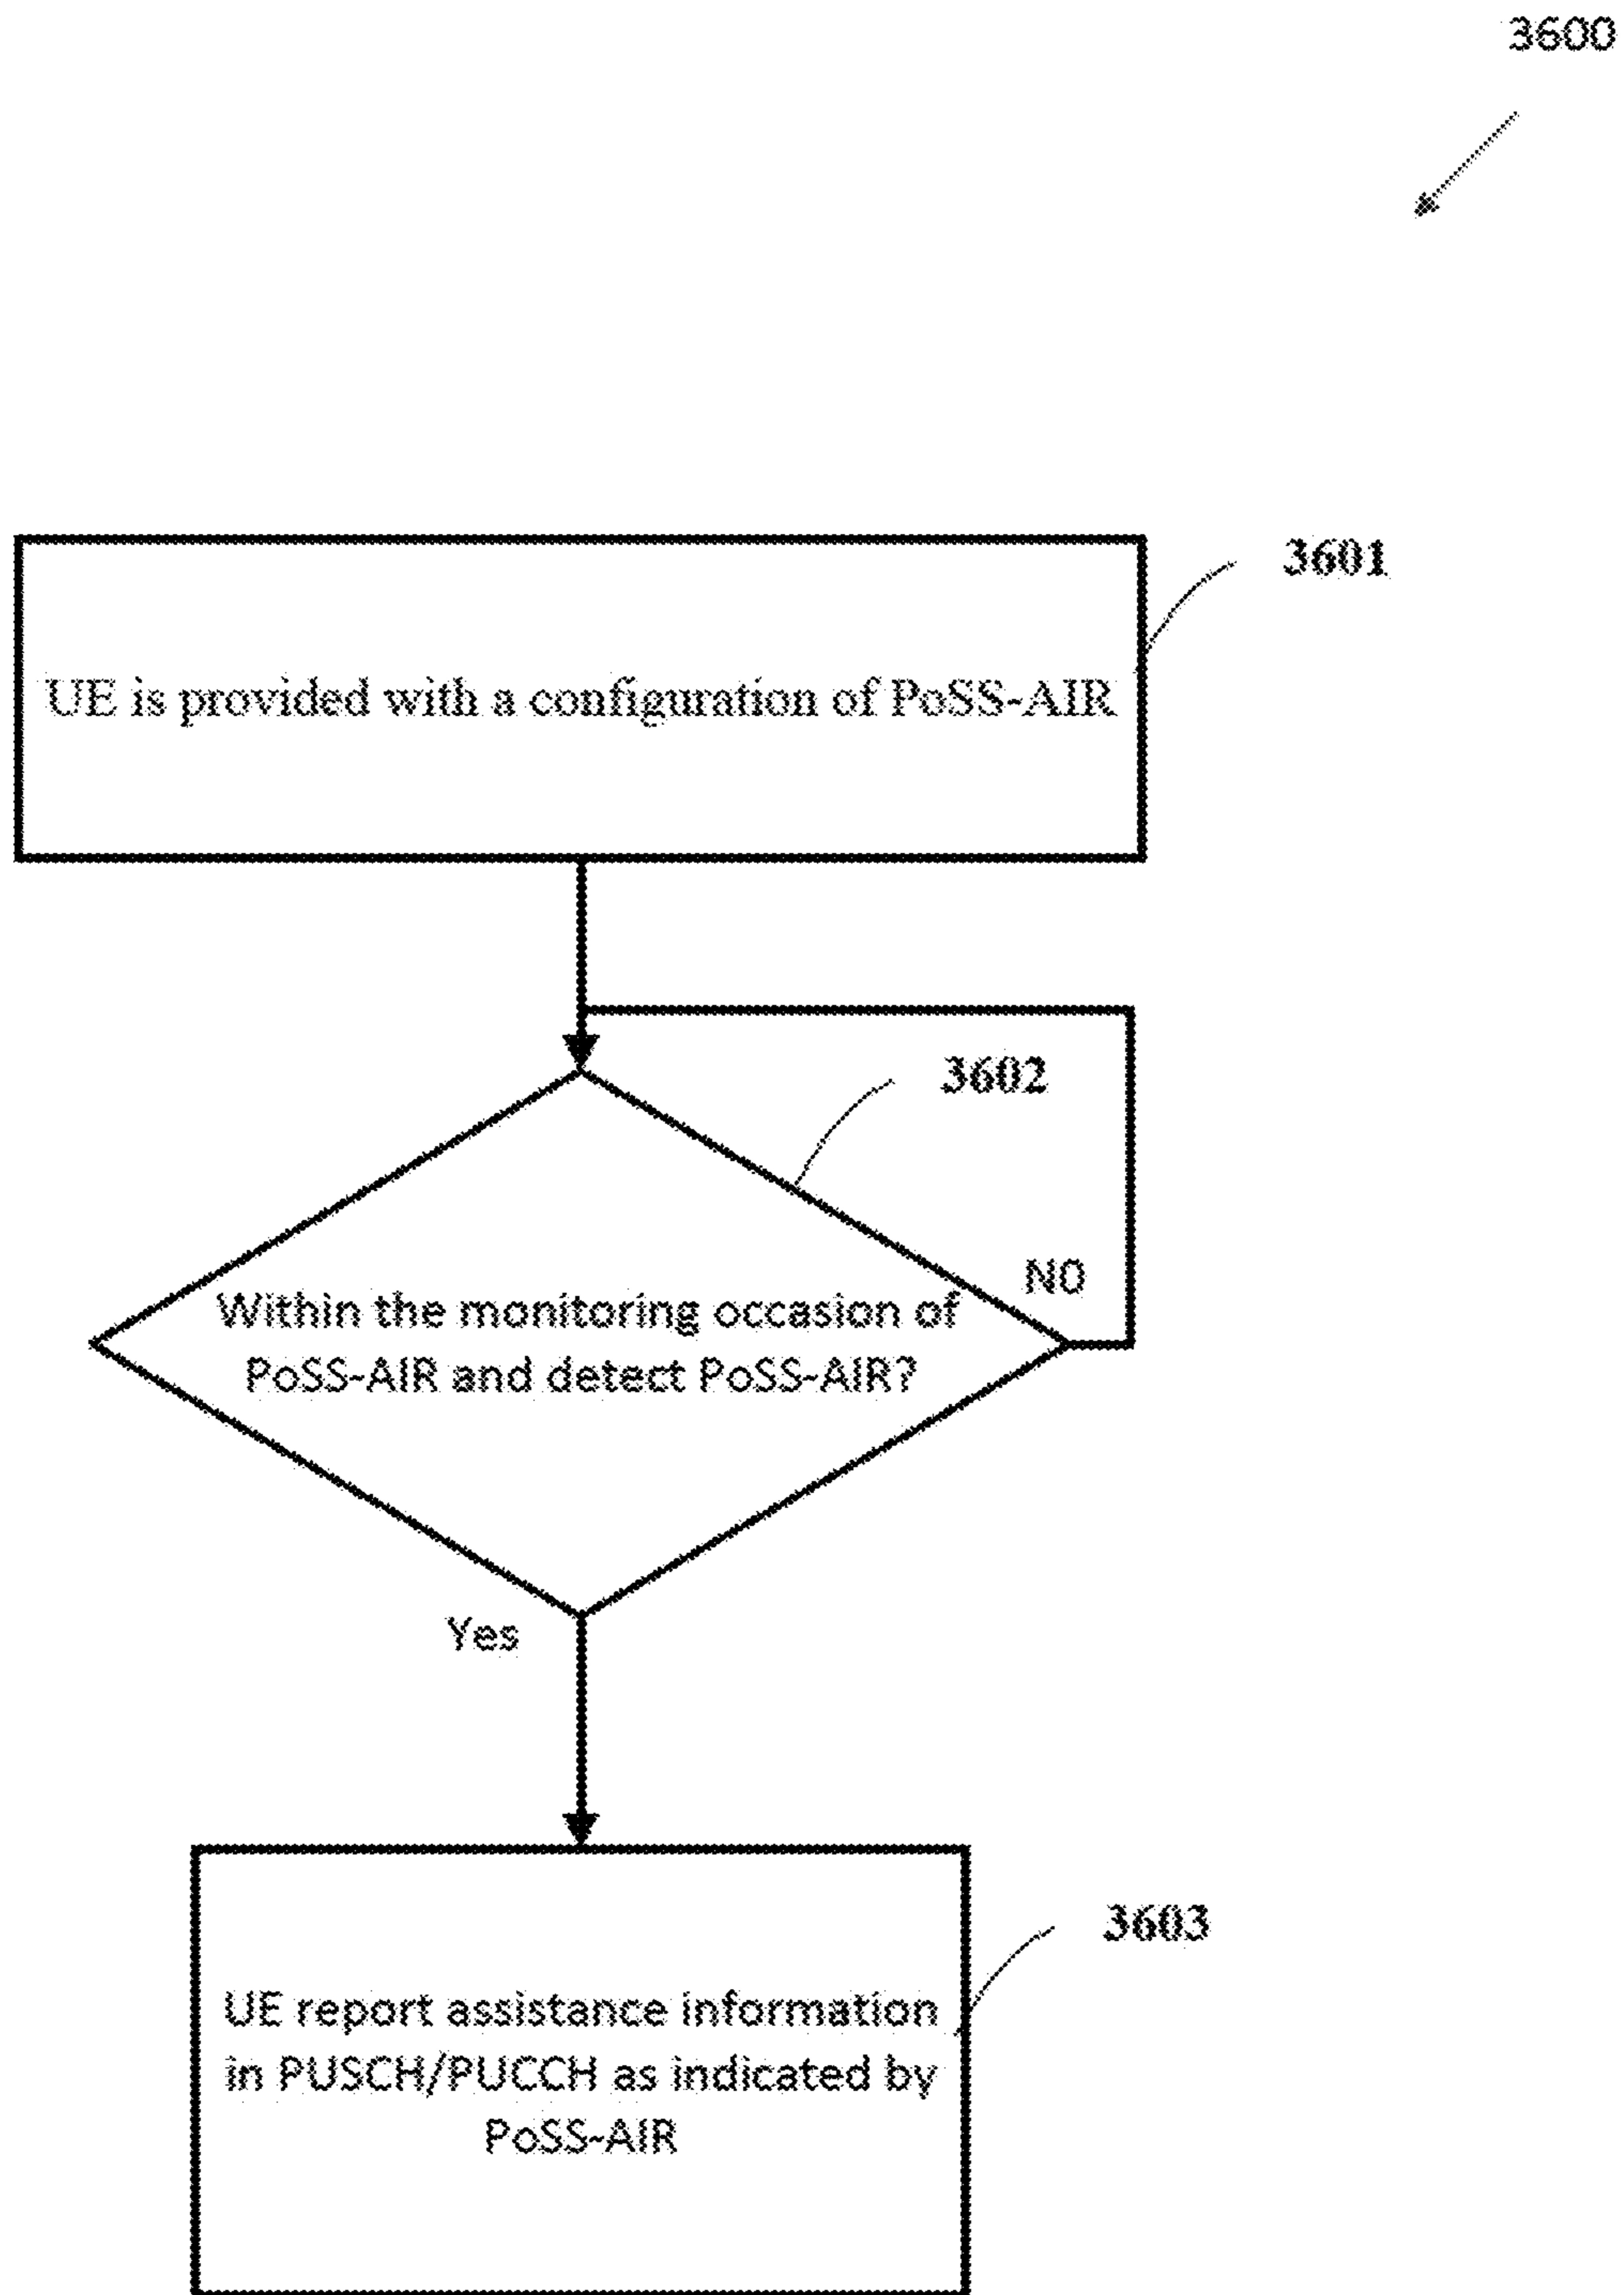 3600
3601
UE is provided with a configuration of PoSS-AIR
3602
NO
Within the monitoring occasion of
PoSS-AIR and detect PoSS-AIR?
Yes
3603
UE report assistance information
in PUSCH/PUCCH as indicated by
PoSS-AIR